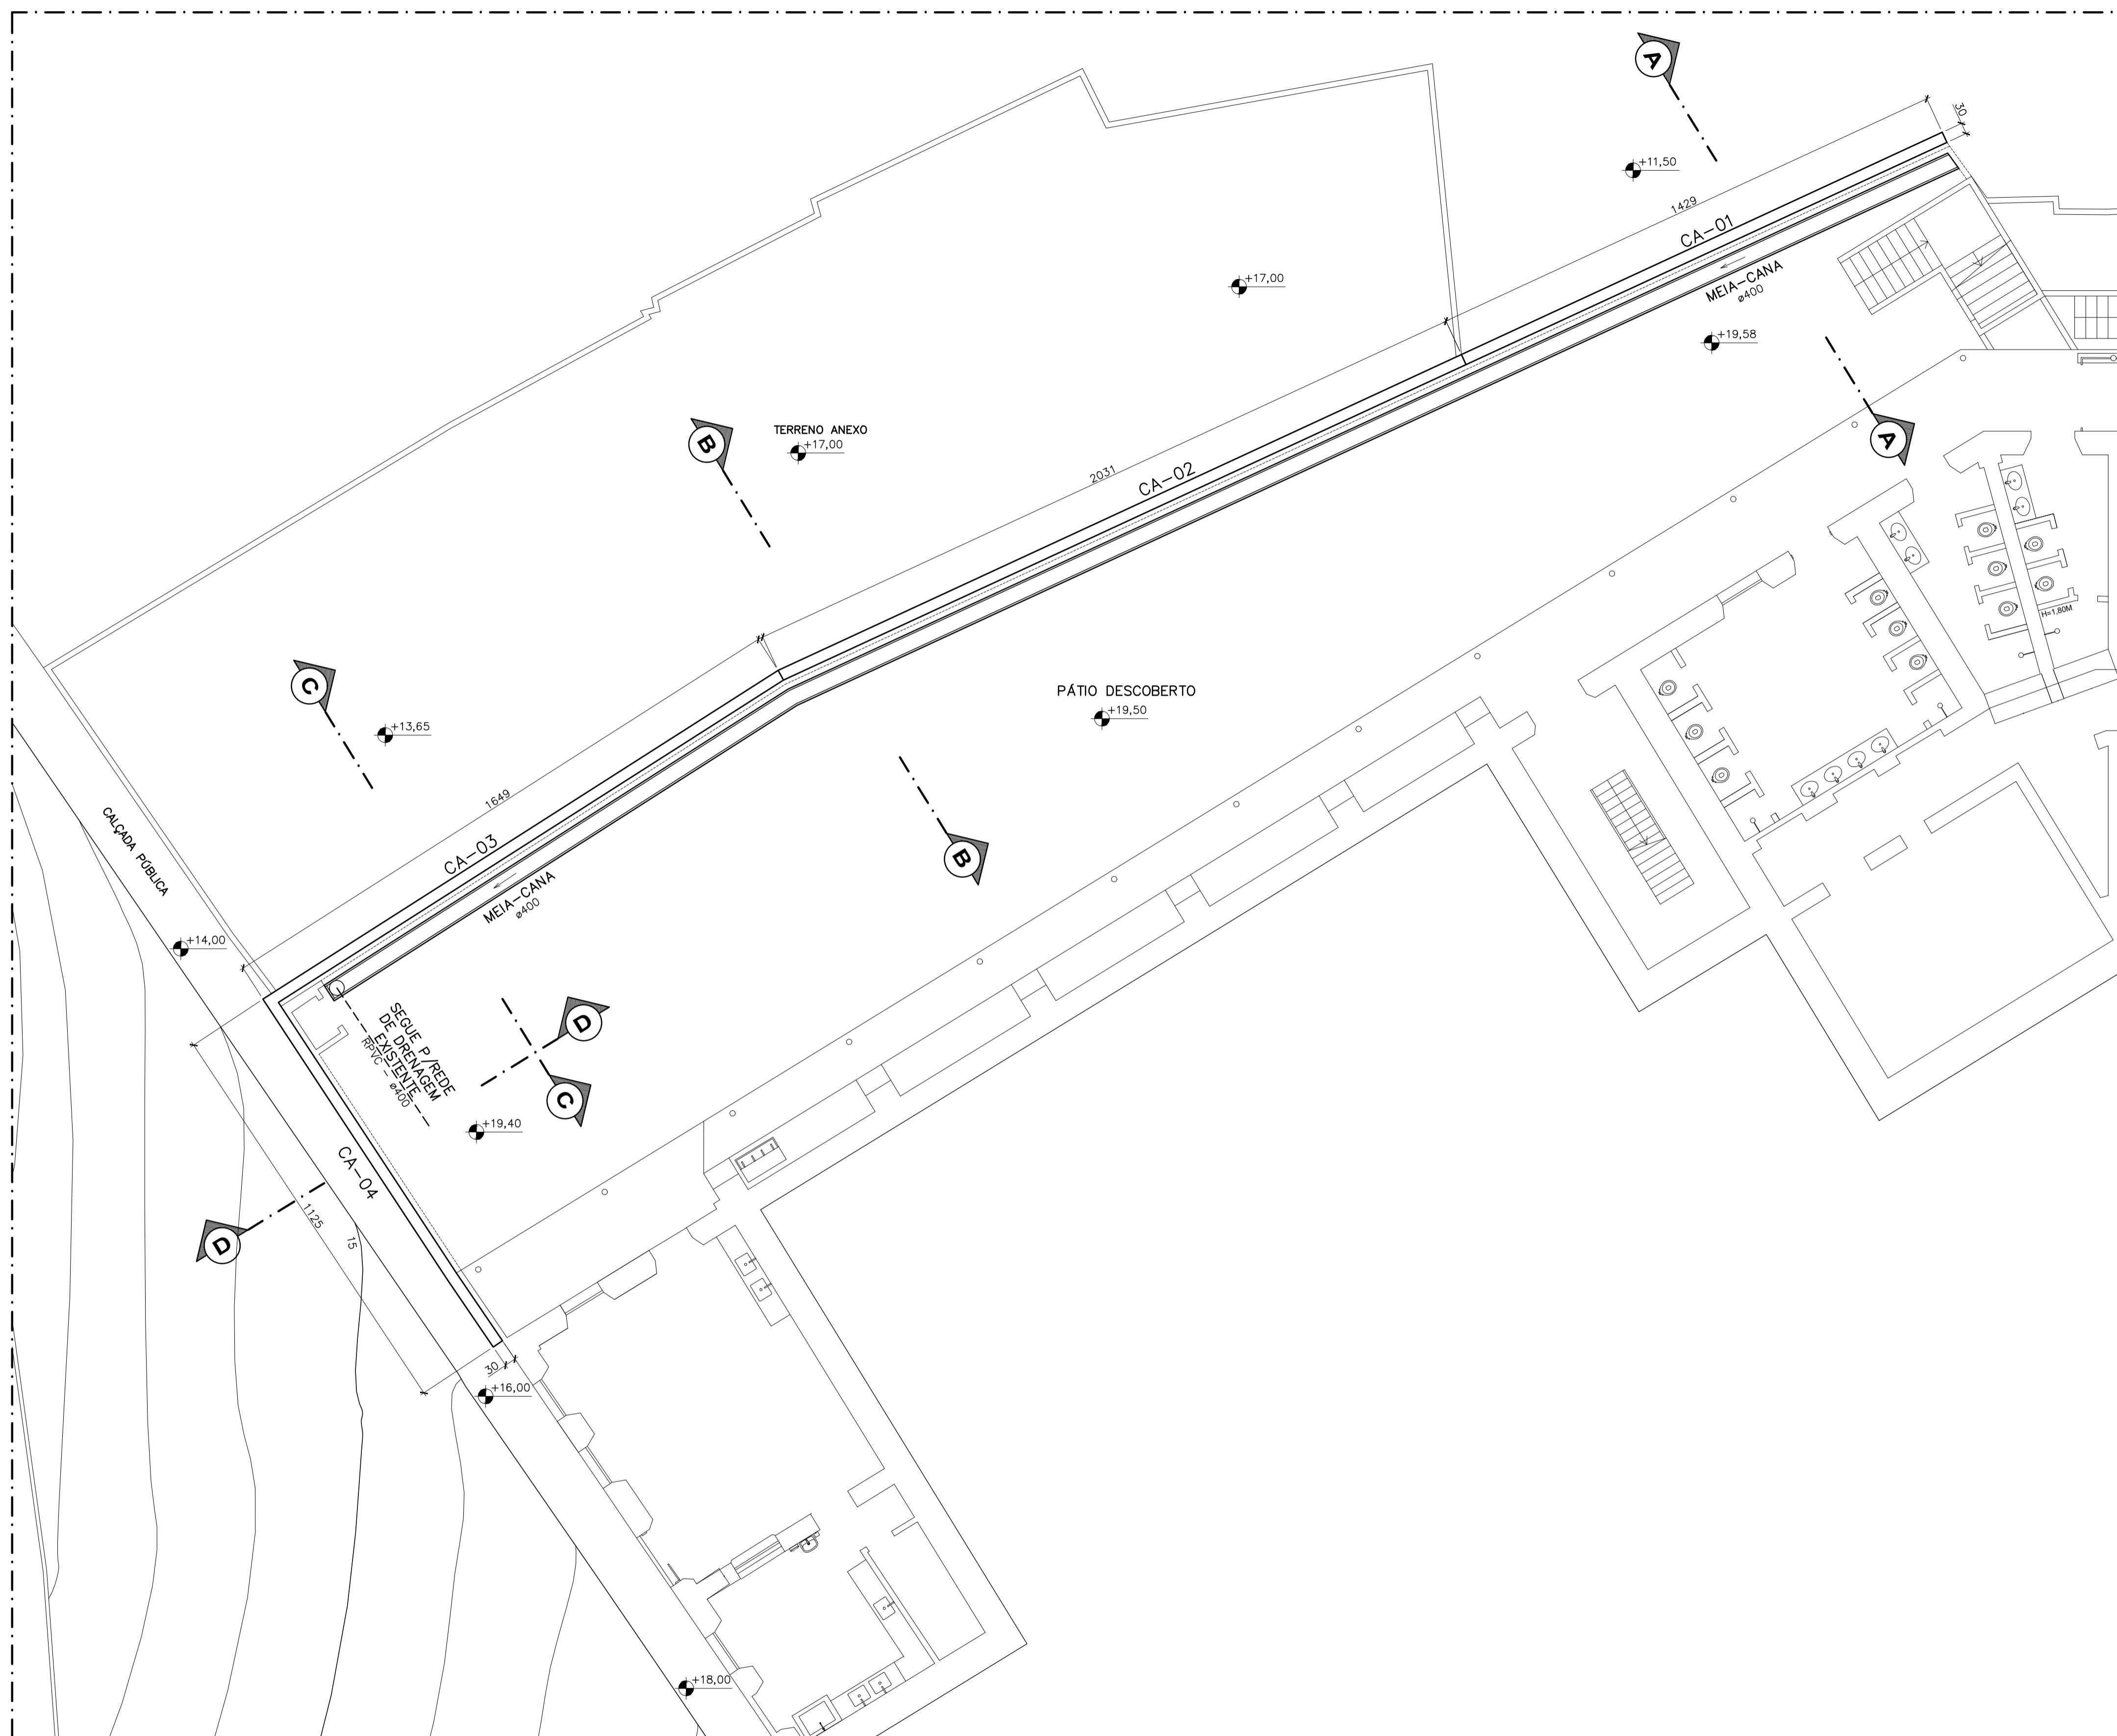 A
30
+11,50
1429
CA-01
MEIA-CANA
ø400
+17,00
+19,58
A
B
TERRENO ANEXO
+17,00
2031
CA-02
H=1,80M
C
+13,65
PÁTIO DESCOBERTO
+19,50
1649
CA-03
MEIA-CANA
ø400
B
CALÇADA PÚBLICA
+14,00
SEGUE P/REDE
DE DRENAGEM
EXISTENTE
RPVC - ø400
D
C
+19,40
CA-04
1125
15
D
30
+16,00
+18,00